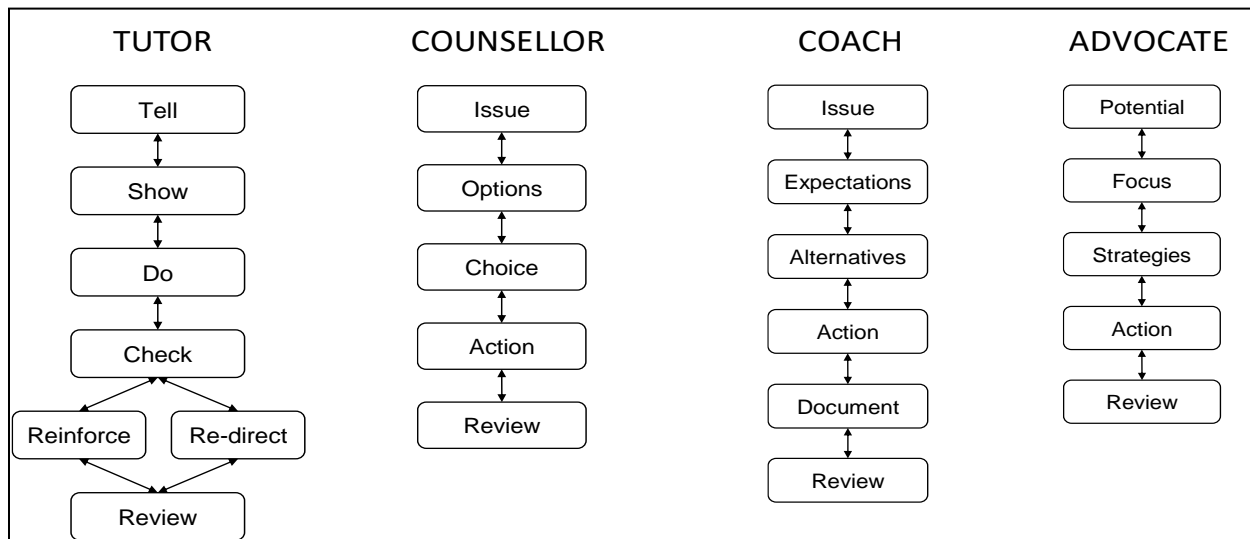 TUTOR
Tell
Show
Do
Check
Reinforce
Re-direct
Review
COUNSELLOR
Issue
Options
Choice
Action
Review
COACH
Issue
Expectations
Alternatives
Action
Document
Review
ADVOCATE
Potential
Focus
Strategies
Action
Review